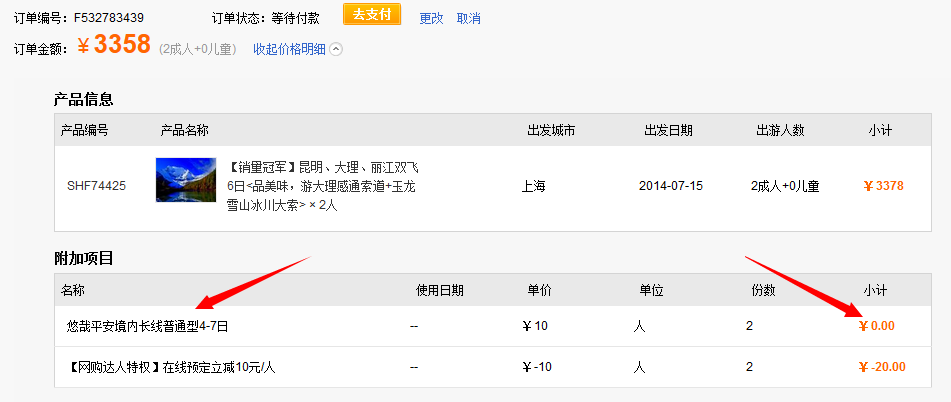 订单编号：F532783439 订单状态：等待付款 去支付 更改 取消
订单金额：￥3358 (2成人+0儿童) 收起价格明细
产品信息
产品编号 产品名称 出发城市 出发日期 出游人数 小计
【销量冠军】昆明、大理、丽江双飞
SHF74425 6日<品美味，游大理感通索道+玉龙 上海 2014-07-15 2成人+0儿童 ￥3378
雪山冰川大索> × 2人
附加项目
名称 使用日期 单价 单位 份数 小计
悠哉平安境内长线普通型4-7日 -- ￥10 人 2 ￥0.00
【网购达人特权】在线预定立减10元/人 -- ￥-10 人 2 ￥-20.00